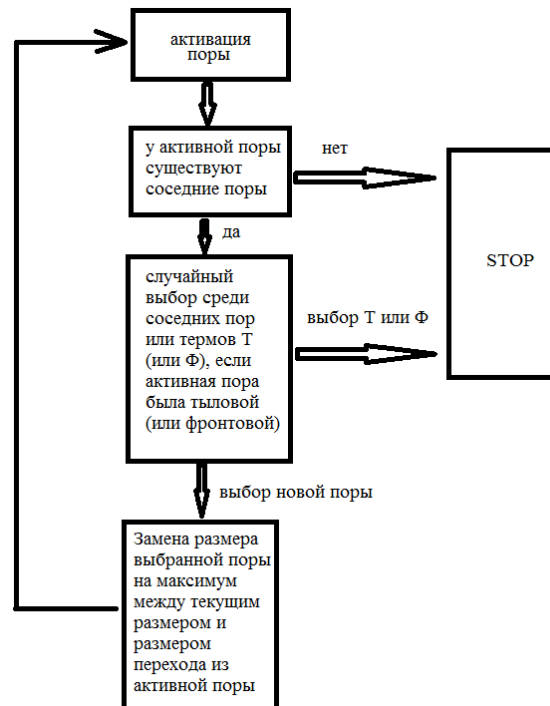 активация
поры
у активной поры
существуют
соседние поры
нет
STOP
да
случайный
выбор среди
соседних пор
или термов Т
(или Ф), если
активная пора
была тыловой
(или фронтовой)
выбор Т или Ф
выбор новой поры
Замена размера
выбранной поры
на максимум
между текущим
размером и
размером
перехода из
активной поры